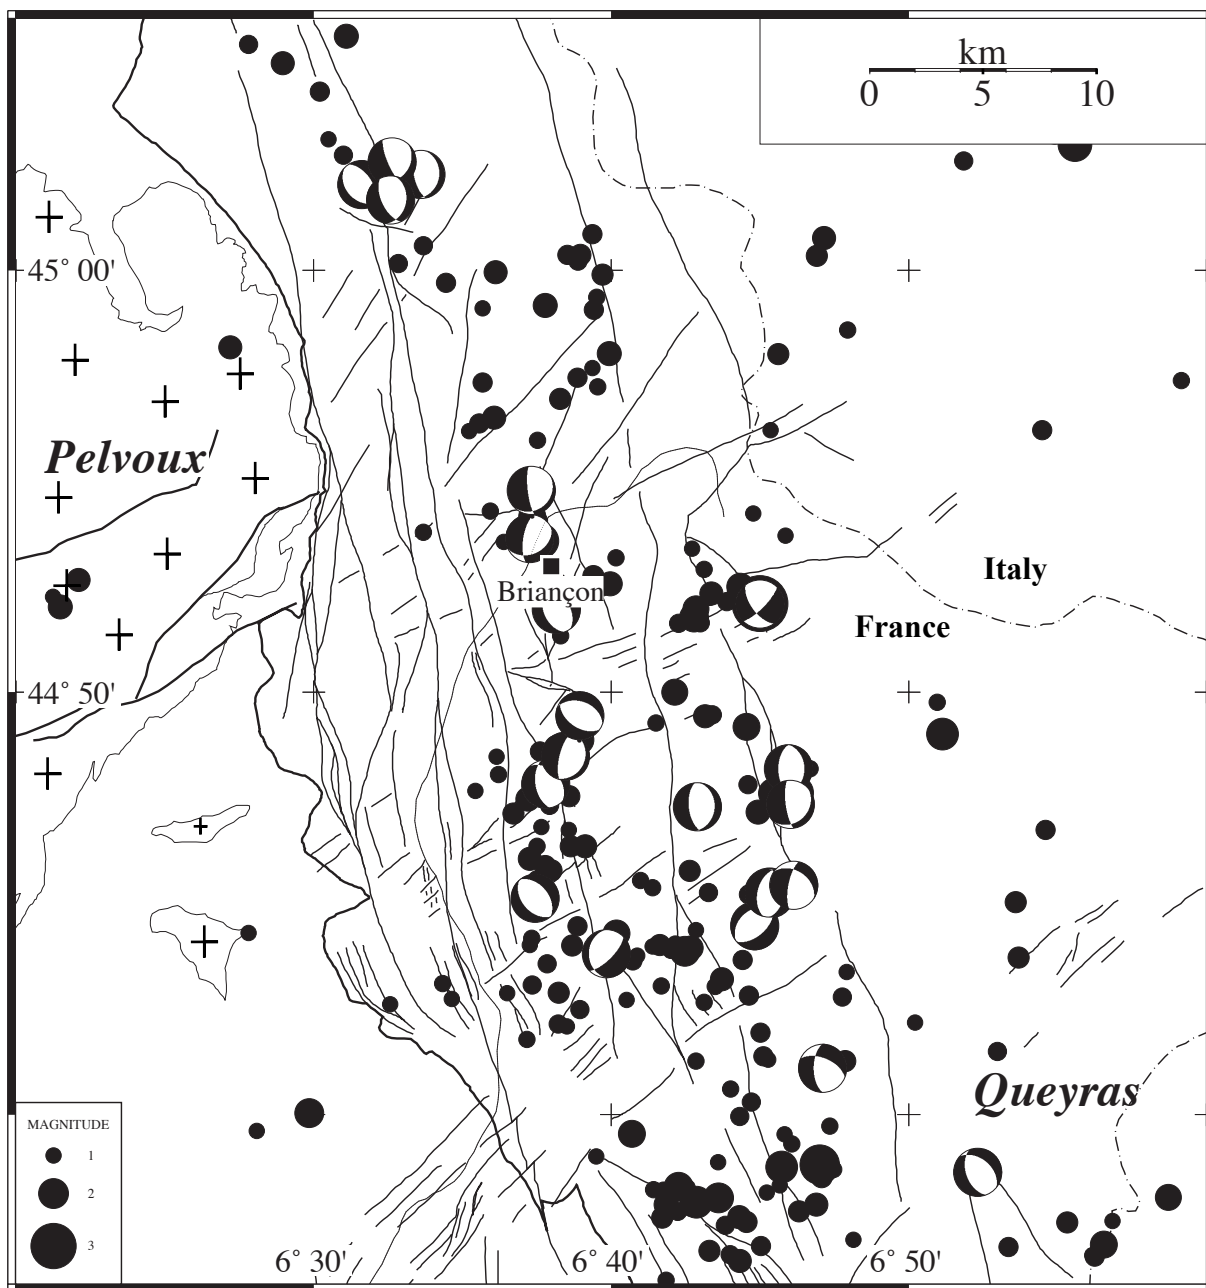 km
0 5 10
45° 00'
Pelvoux
Briançon
Italy
France
44° 50'
Queyras
MAGNITUDE
1
2
3
6° 30' 6° 40' 6° 50'